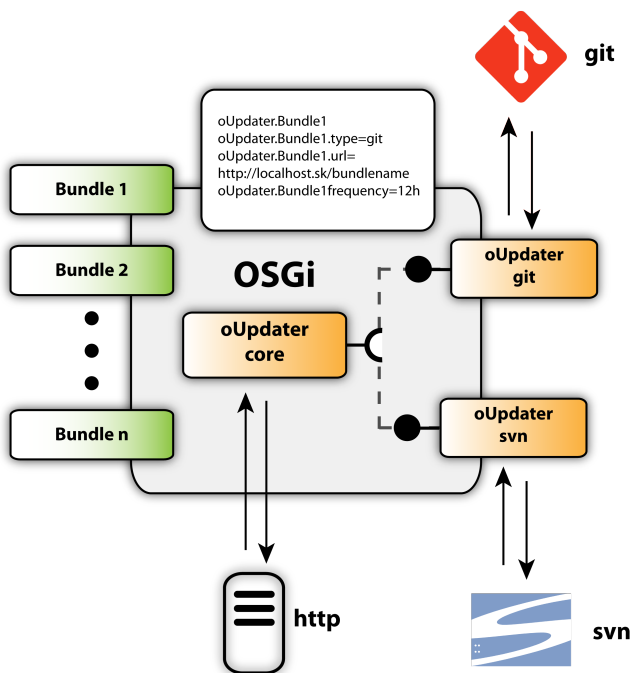 git
oUpdater.Bundle1
oUpdater.Bundle1.type=git
oUpdater.Bundle1.url=
http://localhost.sk/bundlename
oUpdater.Bundle1frequency=12h
Bundle 1
Bundle 2
Bundle n
OSGi
oUpdater
core
oUpdater
git
oUpdater
svn
http
svn